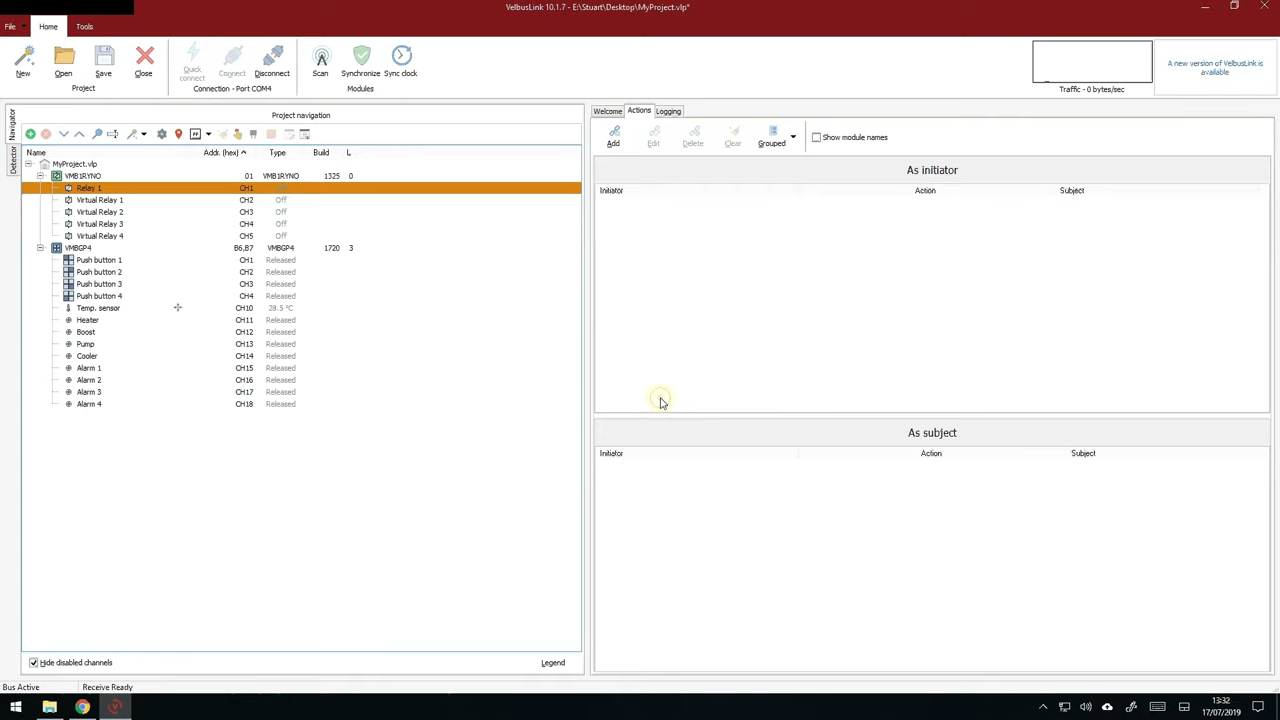 VelbusLink 10.1.7 - E:\Stuart\Desktop\MyProject.vlp*
File Home Tools
New Open Save Close Quick connect Connect Disconnect Scan Synchronize Sync clock
Project Connection - Port COM4 Modules
Traffic - 0 bytes/sec
A new version of VelbusLink is
available
Navigator
Detector
Project navigation
Name Addr. (hex) Type Build L
MyProject.vlp
VMB1RYNO 01 VMB1RYNO 1325 0
Relay 1 CH1 Off
Virtual Relay 1 CH2 Off
Virtual Relay 2 CH3 Off
Virtual Relay 3 CH4 Off
Virtual Relay 4 CH5 Off
VMBGP4 B6,B7 VMBGP4 1720 3
Push button 1 CH1 Released
Push button 2 CH2 Released
Push button 3 CH3 Released
Push button 4 CH4 Released
Temp. sensor CH10 28.5 °C
Heater CH11 Released
Boost CH12 Released
Pump CH13 Released
Cooler CH14 Released
Alarm 1 CH15 Released
Alarm 2 CH16 Released
Alarm 3 CH17 Released
Alarm 4 CH18 Released
Hide disabled channels Legend
Welcome Actions Logging
Add Edit Delete Clear Grouped Show module names
As initiator
Initiator Action Subject
As subject
Initiator Action Subject
Bus Active Receive Ready
13:32
17/07/2019